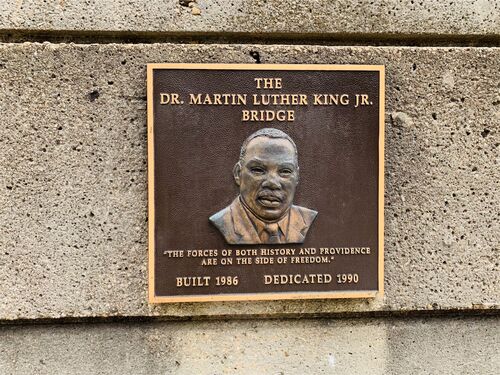 THE
DR. MARTIN LUTHER KING JR.
BRIDGE
"THE FORCES OF BOTH HISTORY AND PROVIDENCE
ARE ON THE SIDE OF FREEDOM."
BUILT 1986 DEDICATED 1990